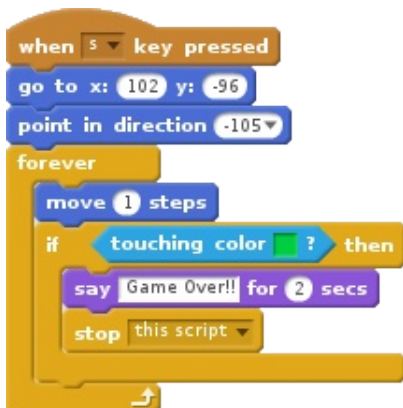 when s key pressed
go to x: 102 y: -96
point in direction -105
forever
move 1 steps
if touching color ? then
say Game Over!! for 2 secs
stop this script